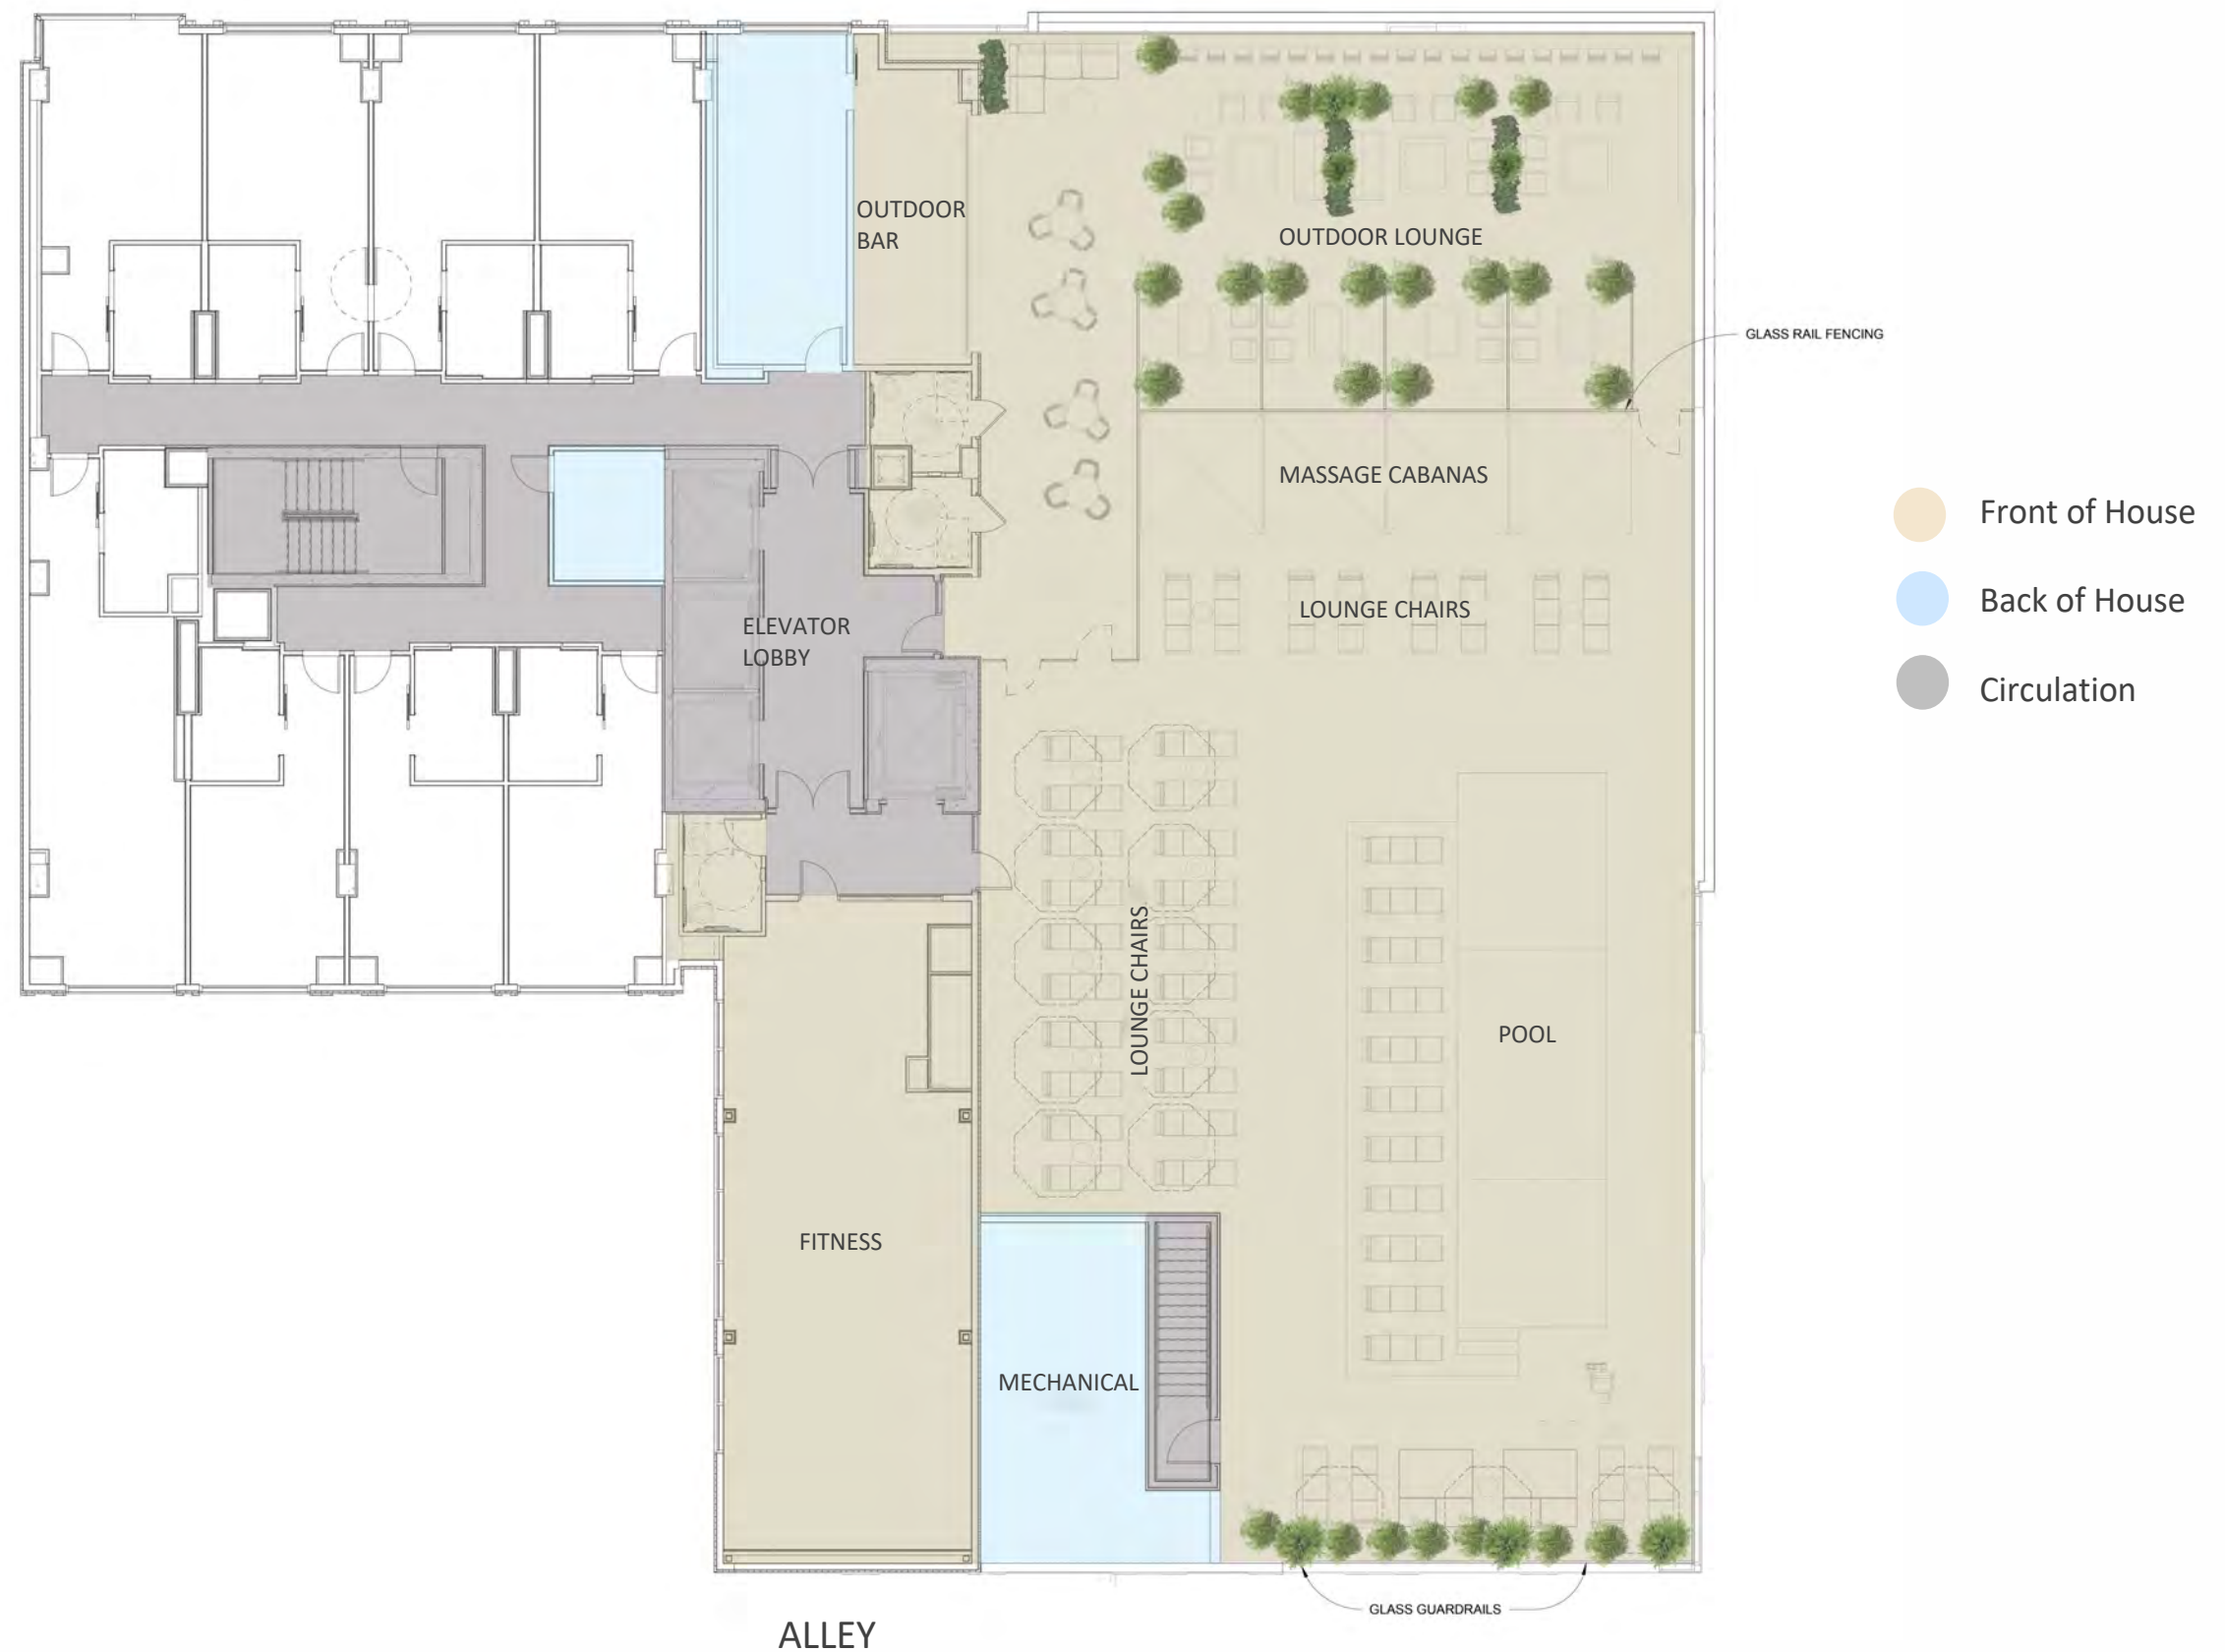 OUTDOOR
BAR
OUTDOOR LOUNGE
GLASS RAIL FENCING
MASSAGE CABANAS
Front of House
Back of House
Circulation
LOUNGE CHAIRS
ELEVATOR
LOBBY
LOUNGE CHAIRS
POOL
FITNESS
MECHANICAL
GLASS GUARDRAILS
ALLEY